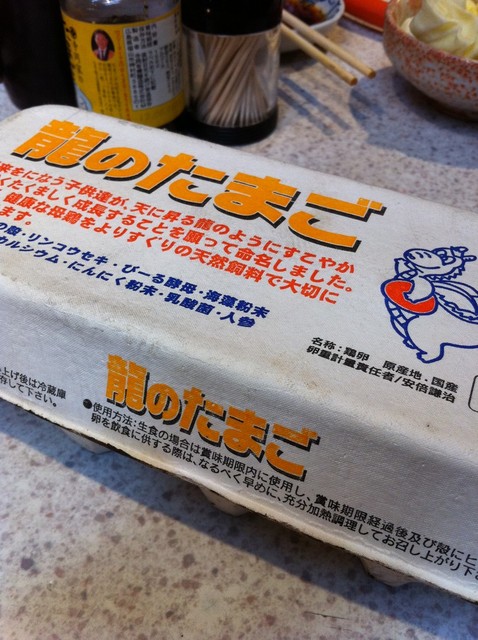 龍のたまご
来をになう子供達が、天に昇る龍のようにすこやか
くたくましく成長することを願って命名しました。
健康な母鶏をよりすぐりの天然飼料で大切に
ます。
の殻・リンコウセキ・びーる酵母・海藻粉末
カルシウム・にんにく粉末・乳酸菌・人参
名称:鶏卵 原産地:国産
卵重計量責任者/安倍謙治
龍のたまご
上げ後は冷蔵庫
存して下さい。
●使用方法:生食の場合は賞味期限内に使用し、賞味期限経過後及び殻にヒ
卵を飲食に供する際は、なるべく早めに、充分加熱調理してお召し上がり下